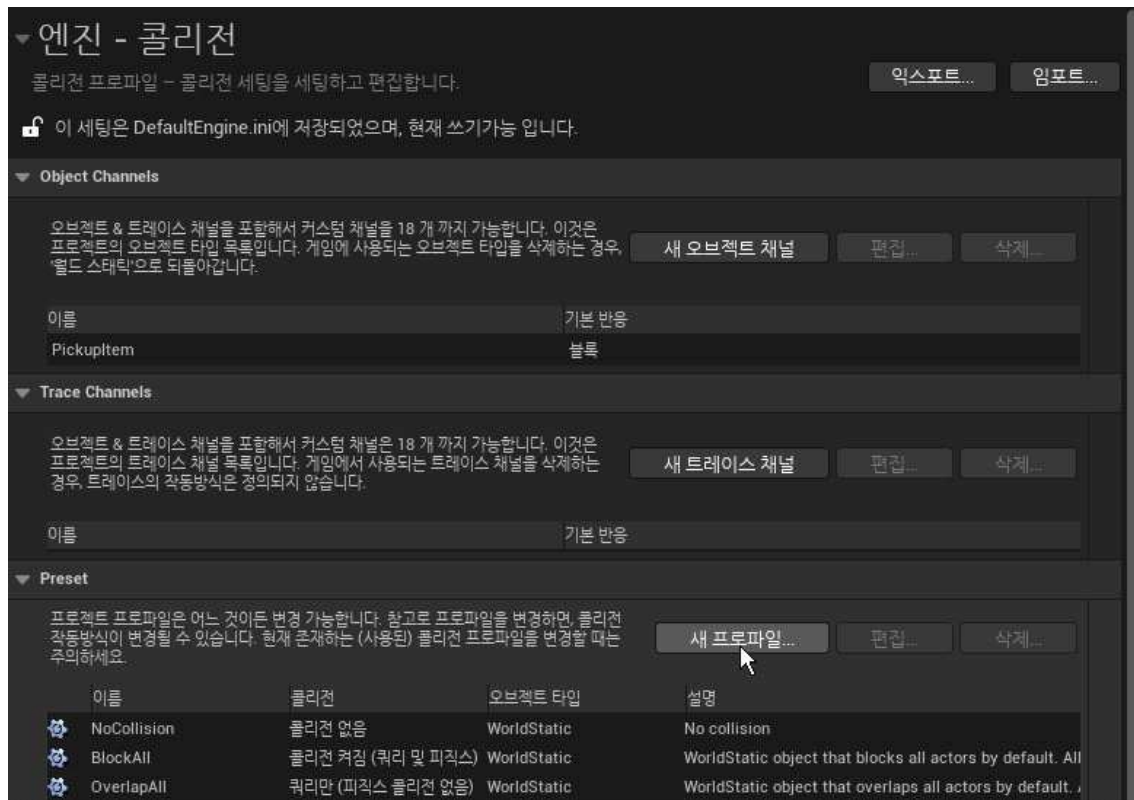 엔진 - 콜리전
콜리전 프로파일 – 콜리전 세팅을 세팅하고 편집합니다.
익스포트... 임포트...
이 세팅은 DefaultEngine.ini에 저장되었으며, 현재 쓰기가능 입니다.
Object Channels
오브젝트 & 트레이스 채널을 포함해서 커스텀 채널을 18 개 까지 가능합니다. 이것은
프로젝트의 오브젝트 타입 목록입니다. 게임에 사용되는 오브젝트 타입을 삭제하는 경우,
'월드 스태틱'으로 되돌아갑니다.
새 오브젝트 채널 편집... 삭제...
이름 기본 반응
PickupItem 블록
Trace Channels
오브젝트 & 트레이스 채널을 포함해서 커스텀 채널은 18 개 까지 가능합니다. 이것은
프로젝트의 트레이스 채널 목록입니다. 게임에서 사용되는 트레이스 채널을 삭제하는
경우, 트레이스의 작동방식은 정의되지 않습니다.
새 트레이스 채널 편집... 삭제...
이름 기본 반응
Preset
프로젝트 프로파일은 어느 것이든 변경 가능합니다. 참고로 프로파일을 변경하면, 콜리전
작동방식이 변경될 수 있습니다. 현재 존재하는 (사용된) 콜리전 프로파일을 변경할 때는
주의하세요.
새 프로파일... 편집... 삭제...
이름 콜리전 오브젝트 타입 설명
NoCollision 콜리전 없음 WorldStatic No collision
BlockAll 콜리전 켜짐 (쿼리 및 피직스) WorldStatic WorldStatic object that blocks all actors by default. All
OverlapAll 쿼리만 (피직스 콜리전 없음) WorldStatic WorldStatic object that overlaps all actors by default.